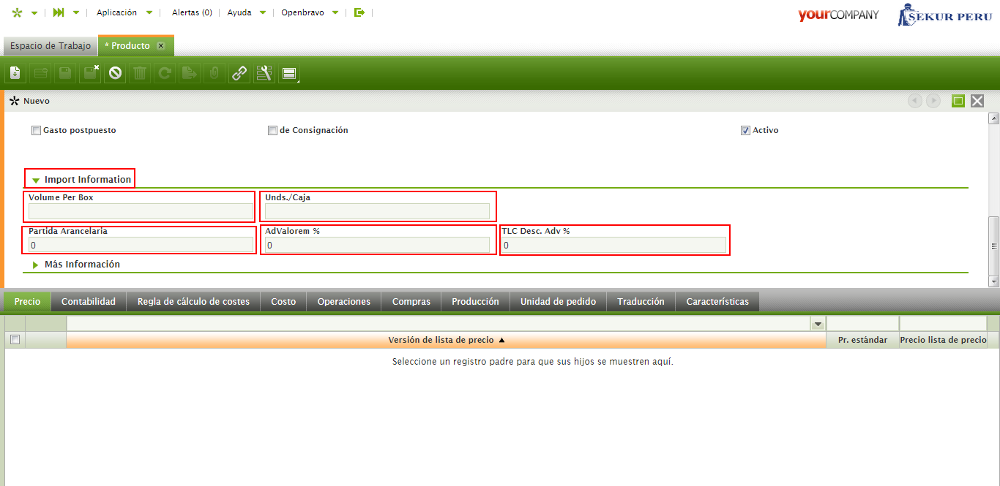 Aplicación Alertas (0) Ayuda Openbravo yourCOMPANY SEKUR PERU
Espacio de Trabajo * Producto
Nuevo
Gasto postpuesto de Consignación Activo
Import Information
Volume Per Box Unds./Caja
Partida Arancelaria AdValorem % TLC Desc. Adv %
0 0 0
Más Información
Precio Contabilidad Regla de cálculo de costes Costo Operaciones Compras Producción Unidad de pedido Traducción Características
Versión de lista de precio Pr. estándar Precio lista de precio
Seleccione un registro padre para que sus hijos se muestren aquí.